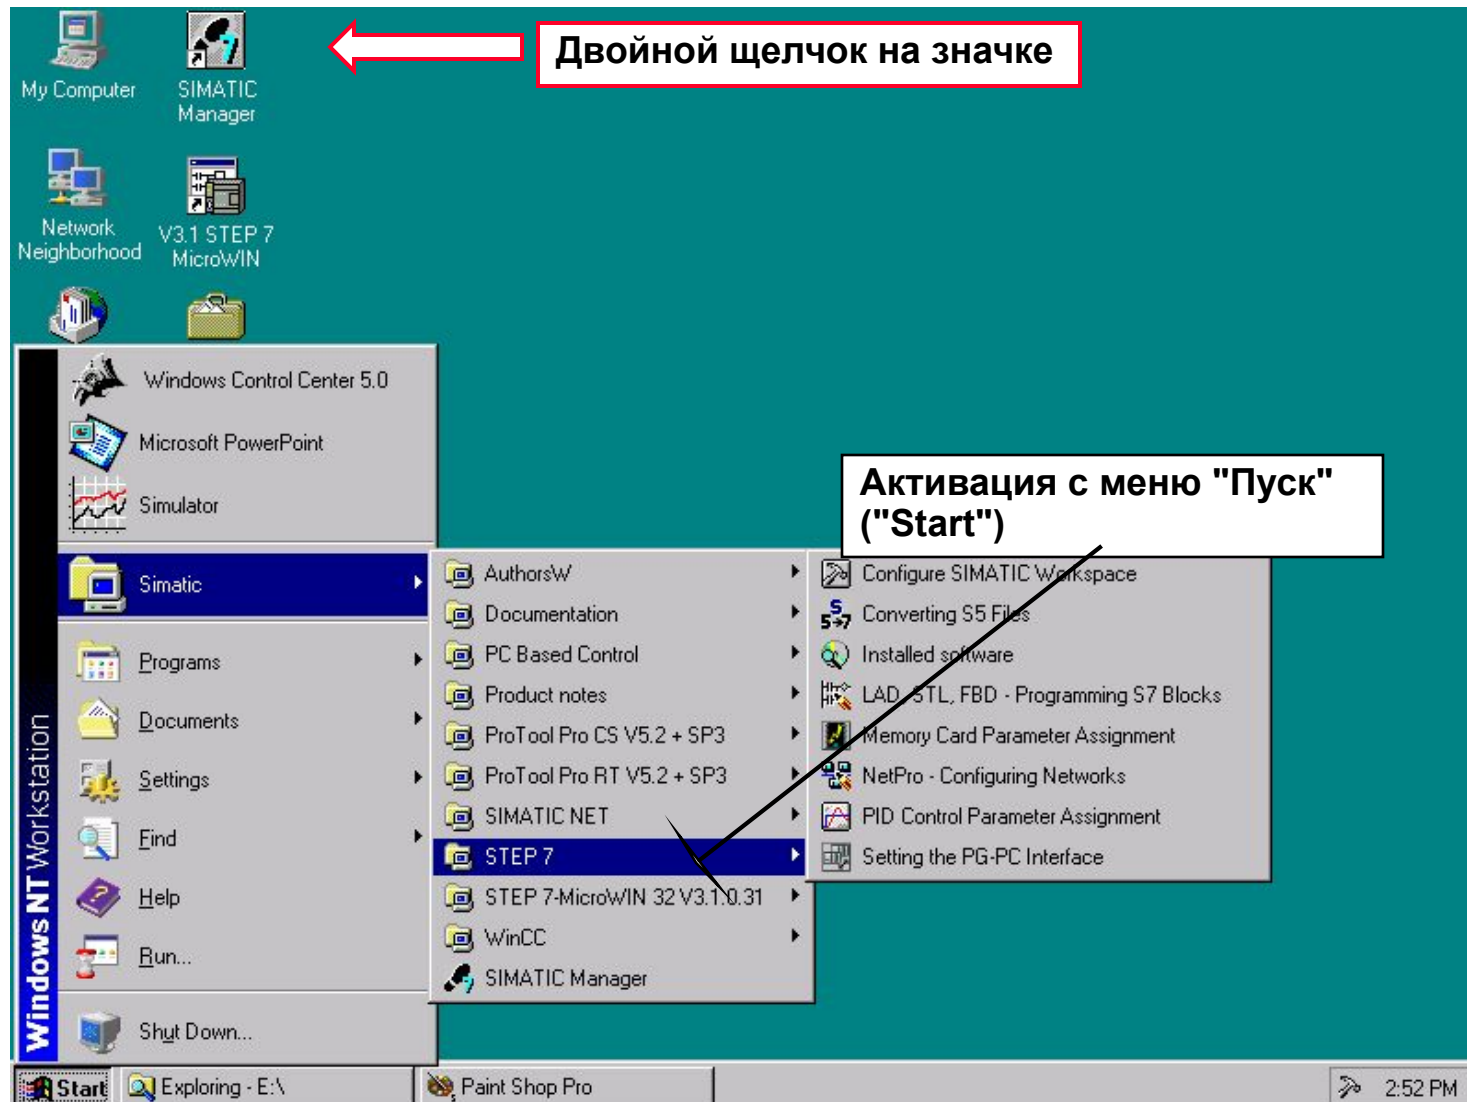 Двойной щелчок на значке
My Computer
SIMATIC
Manager
Network
Neighborhood
V3.1 STEP 7
MicroWIN
Windows Control Center 5.0
Microsoft PowerPoint
Simulator
Simatic
Programs
Documents
Settings
Find
Help
Run...
Shut Down...
Windows NT Workstation
Активация с меню "Пуск"
("Start")
AuthorsW
Documentation
PC Based Control
Product notes
ProTool Pro CS V5.2 + SP3
ProTool Pro RT V5.2 + SP3
SIMATIC NET
STEP 7
STEP 7-MicroWIN 32 V3.1.0.31
WinCC
SIMATIC Manager
Configure SIMATIC Workspace
Converting S5 Files
Installed software
LAD, STL, FBD - Programming S7 Blocks
Memory Card Parameter Assignment
NetPro - Configuring Networks
PID Control Parameter Assignment
Setting the PG-PC Interface
Start
Exploring - E:\
Paint Shop Pro
2:52 PM